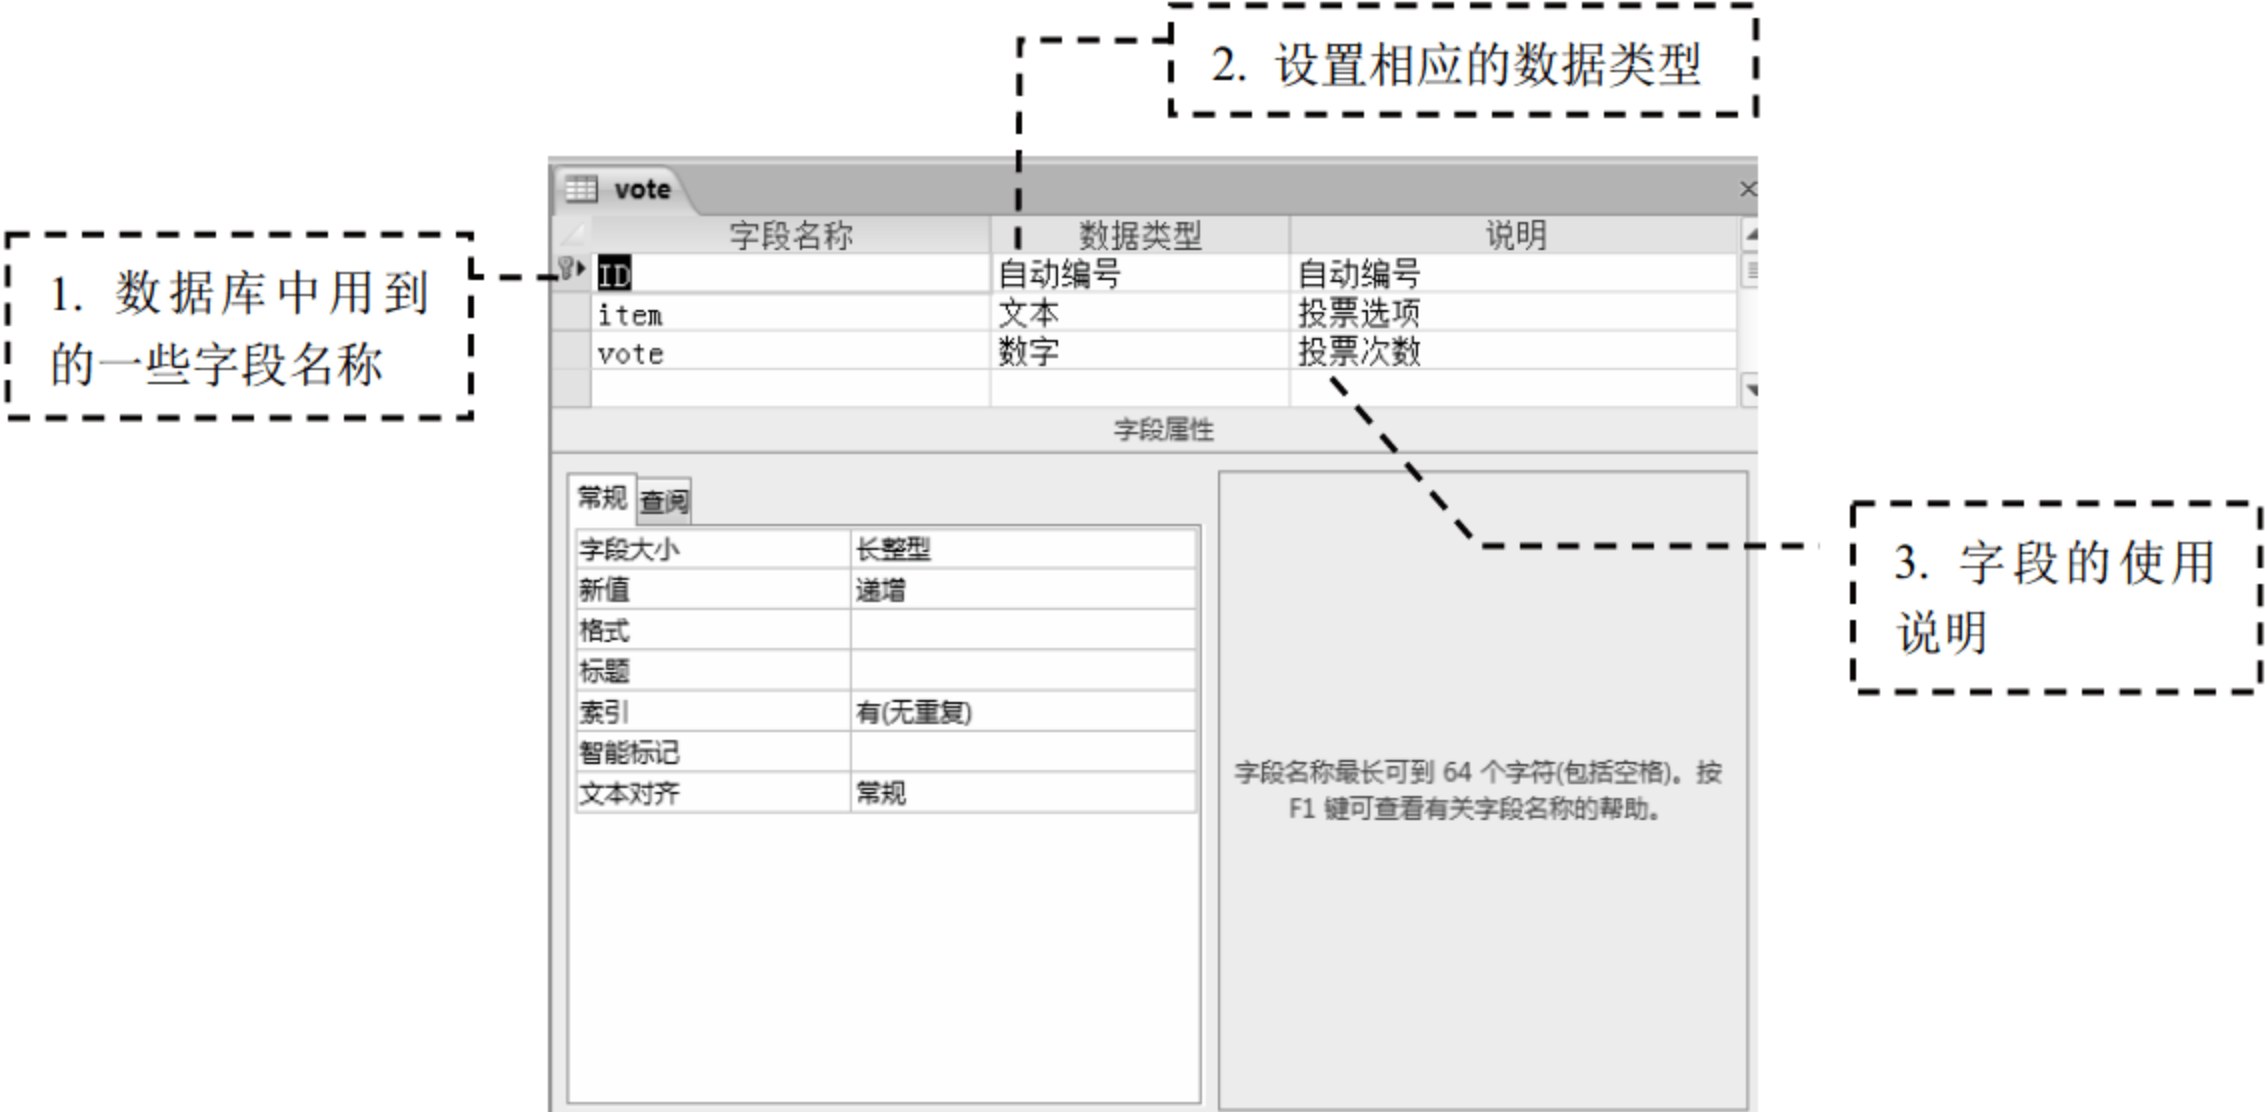 2. 设置相应的数据类型
vote
字段名称 数据类型 说明
1. 数据库中用到
的一些字段名称
ID 自动编号 自动编号
item 文本 投票选项
vote 数字 投票次数
字段属性
常规 查阅
字段大小 长整型
新值 递增
格式
标题
索引 有(无重复)
智能标记
文本对齐 常规
字段名称最长可到 64 个字符(包括空格)。按
F1 键可查看有关字段名称的帮助。
3. 字段的使用
说明